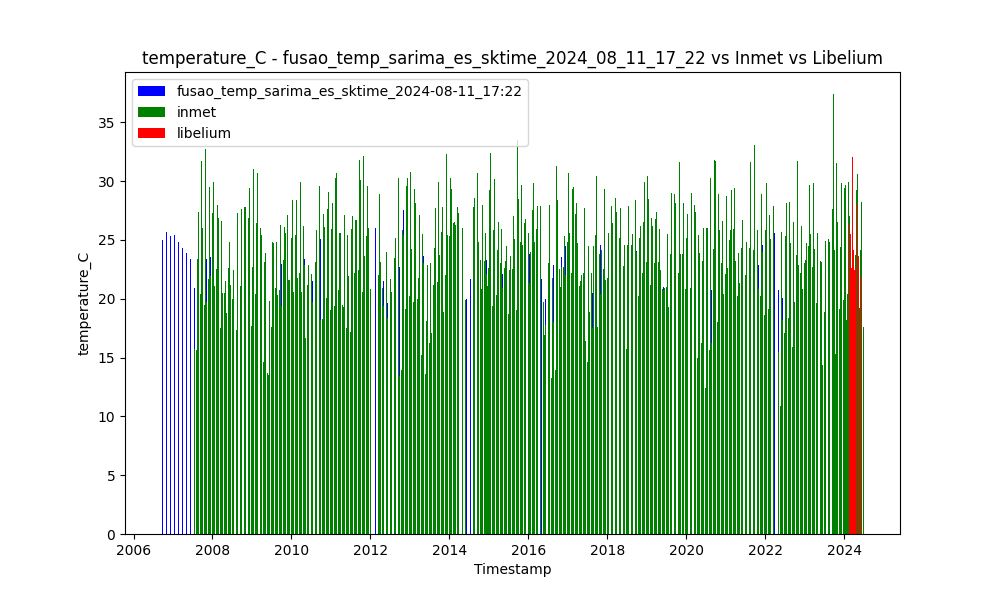 temperature_C - fusao_temp_sarima_es_sktime_2024_08_11_17_22 vs Inmet vs Libelium
fusao_temp_sarima_es_sktime_2024-08-11_17:22
inmet
libelium
temperature_C
35
30
25
20
15
10
5
0
2006 2008 2010 2012 2014 2016 2018 2020 2022 2024
Timestamp